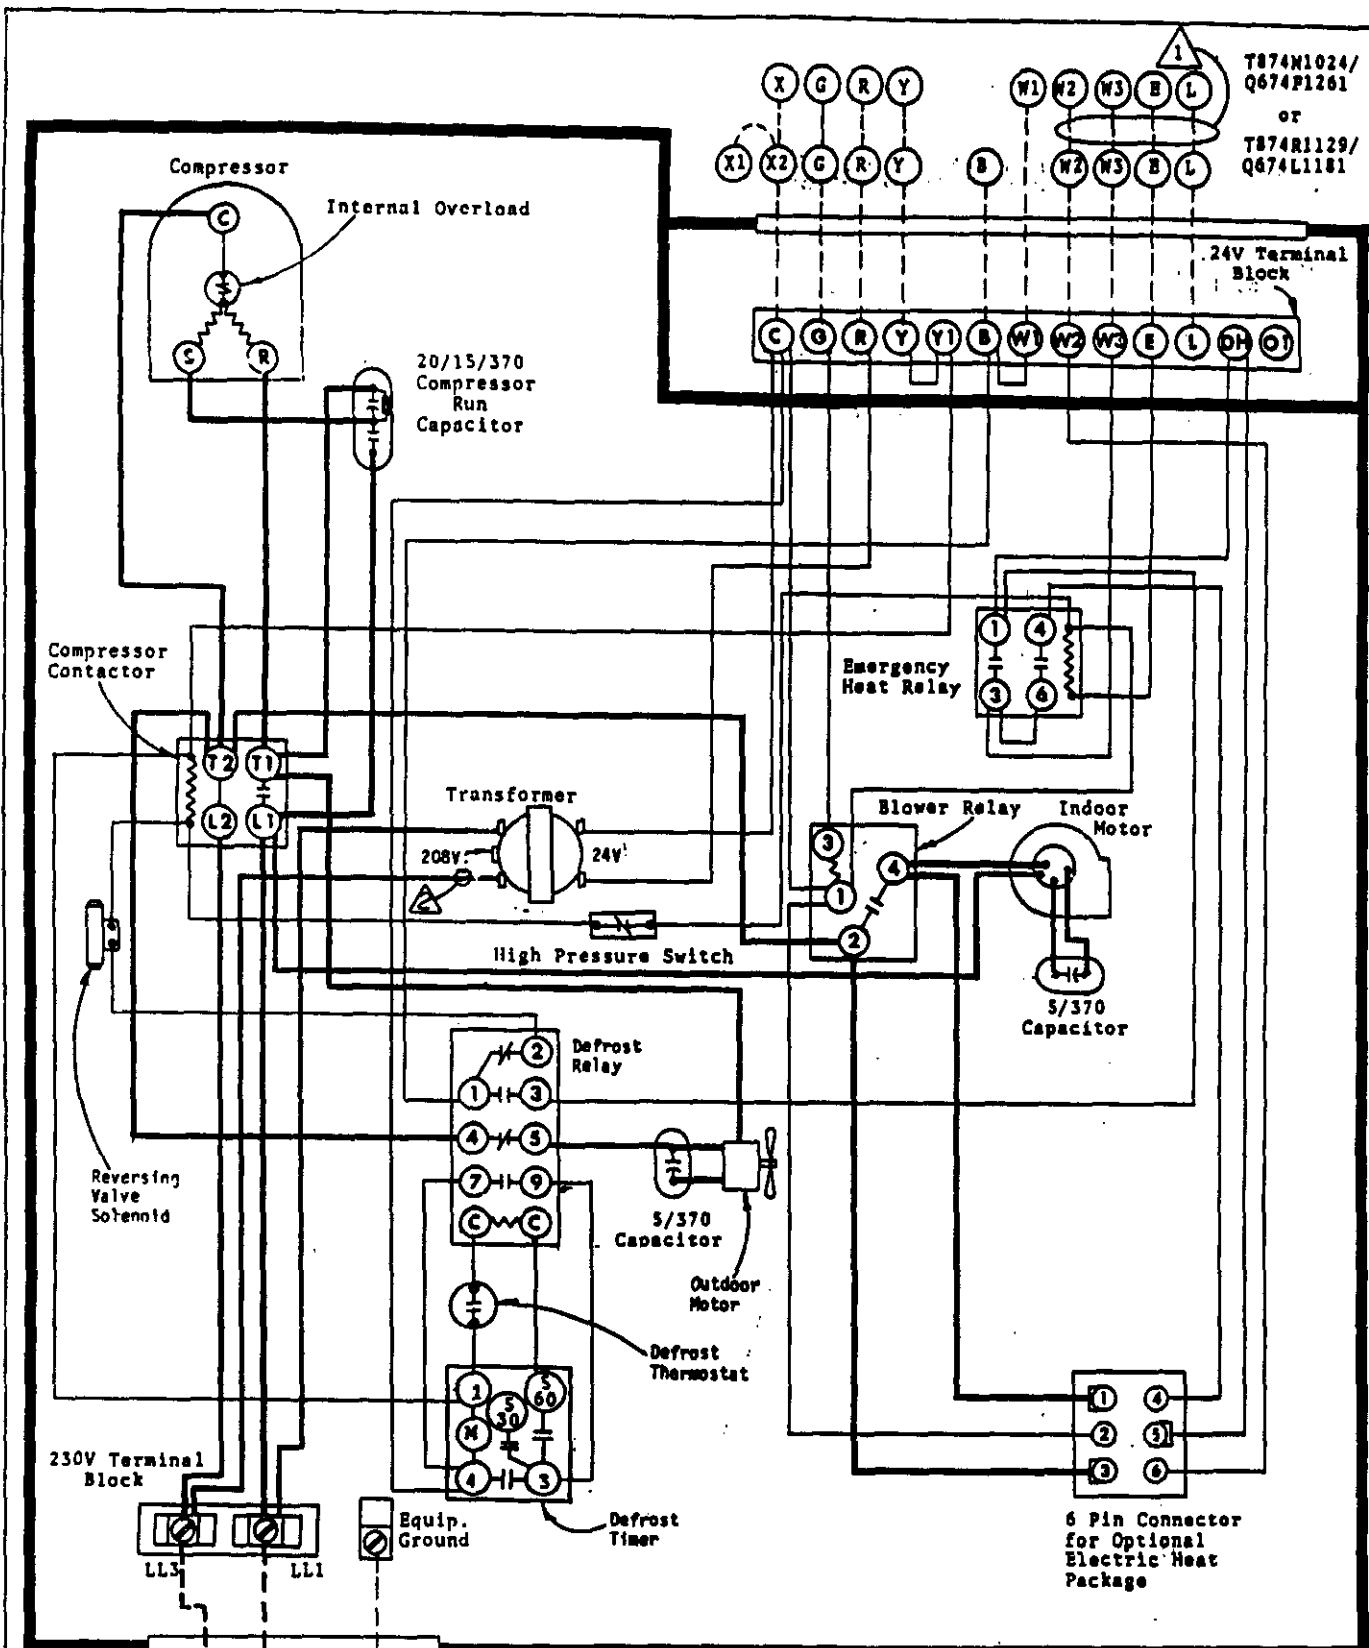 1
T874N1024/
Q674F1261
or
T874R1129/
Q674L1181
X G R Y W1 W2 W3 E L
X1 X2 G R Y B W2 W3 E L
24V Terminal
Block
C G R Y Y1 B W1 W2 W3 E L DH O1
Compressor
C
Internal Overload
S R
20/15/370
Compressor
Run
Capacitor
Compressor
Contactor
T2 T1
L2 L1
Emergency
Heat Relay
1 4
3 6
Transformer
208V.
24V
Blower Relay
3 4
1
2
Indoor
Motor
5/370
Capacitor
High Pressure Switch
Reversing
Valve
Solenoid
Defrost
Relay
2
1 3
4 5
7 9
C C
5/370
Capacitor
Outdoor
Motor
Defrost
Thermostat
1 S30 S60
M
4 3
Defrost
Timer
230V Terminal
Block
LL3 LL1
Equip.
Ground
1 4
2 5
3 6
6 Pin Connector
for Optional
Electric Heat
Package